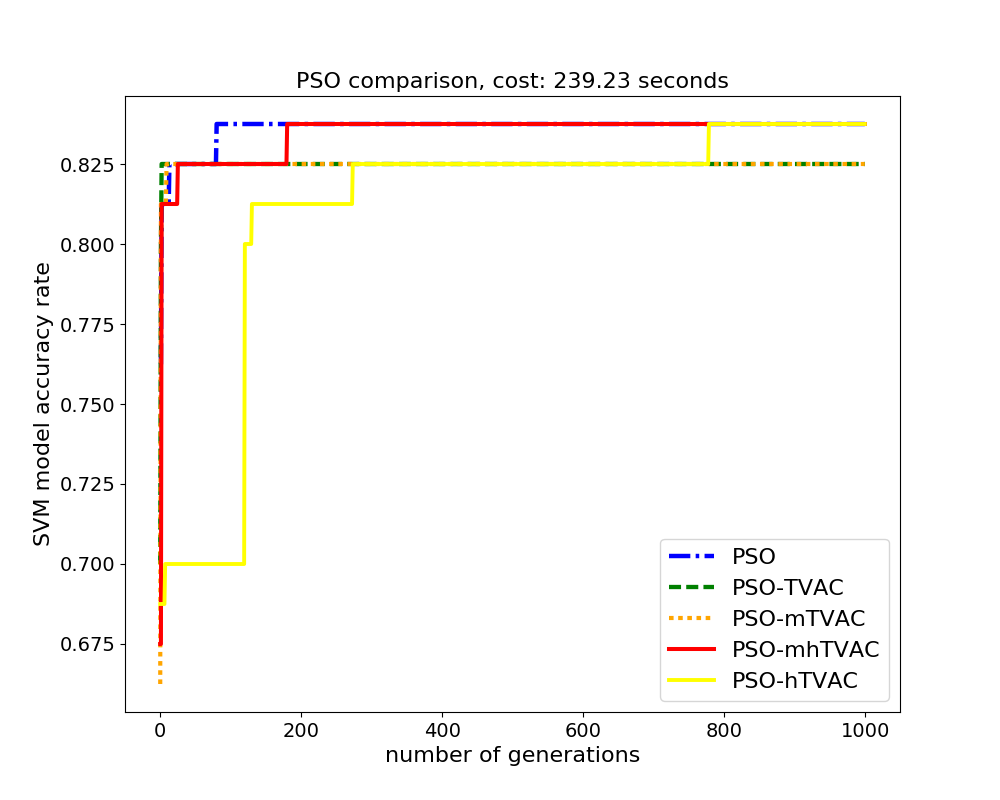 PSO comparison, cost: 239.23 seconds
SVM model accuracy rate
0.825
0.800
0.775
0.750
0.725
0.700
0.675
0 200 400 600 800 1000
number of generations
PSO
PSO-TVAC
PSO-mTVAC
PSO-mhTVAC
PSO-hTVAC